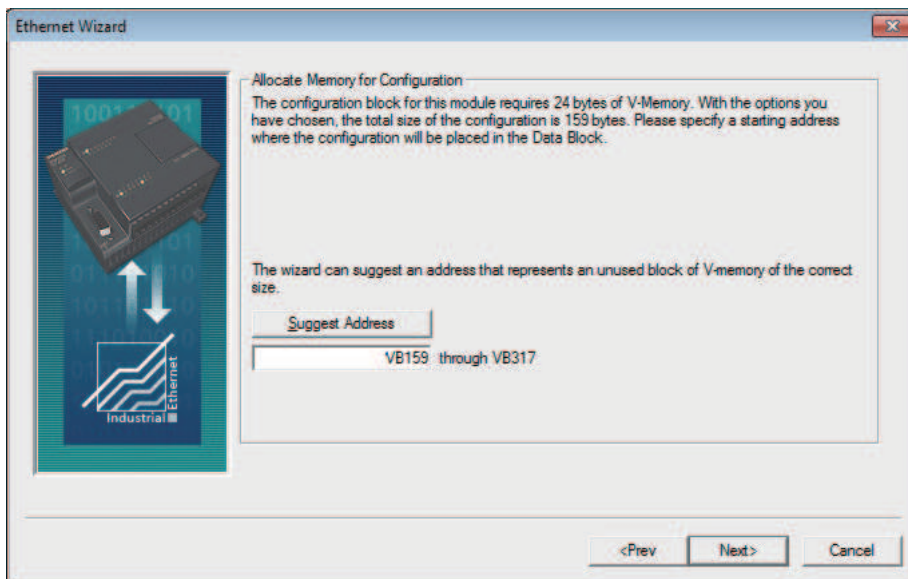 Ethernet Wizard
Allocate Memory for Configuration
The configuration block for this module requires 24 bytes of V-Memory. With the options you
have chosen, the total size of the configuration is 159 bytes. Please specify a starting address
where the configuration will be placed in the Data Block.
The wizard can suggest an address that represents an unused block of V-memory of the correct
size.
Suggest Address
VB159 through VB317
Industrial
Ethernet
<Prev
Next>
Cancel